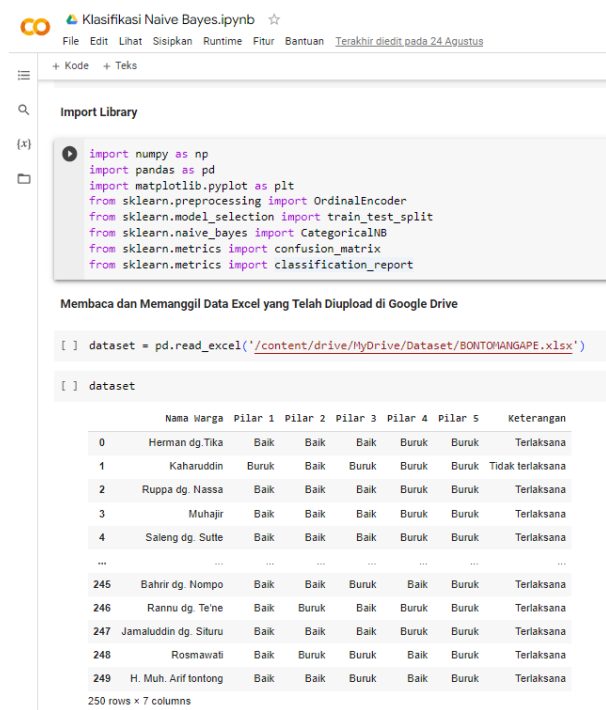 Klasifikasi Naive Bayes.ipynb
File Edit Lihat Sisipkan Runtime Fitur Bantuan Terakhir diedit pada 24 Agustus
+ Kode + Teks
{x}
Import Library
import numpy as np
import pandas as pd
import matplotlib.pyplot as plt
from sklearn.preprocessing import OrdinalEncoder
from sklearn.model_selection import train_test_split
from sklearn.naive_bayes import CategoricalNB
from sklearn.metrics import confusion_matrix
from sklearn.metrics import classification_report
Membaca dan Memanggil Data Excel yang Telah Diupload di Google Drive
[ ] dataset = pd.read_excel('/content/drive/MyDrive/Dataset/BONTOMANGAPE.xlsx')
[ ] dataset
Nama Warga Pilar 1 Pilar 2 Pilar 3 Pilar 4 Pilar 5 Keterangan
0 Herman dg.Tika Baik Baik Baik Buruk Buruk Terlaksana
1 Kaharuddin Buruk Baik Buruk Buruk Buruk Tidak terlaksana
2 Ruppa dg. Nassa Baik Baik Baik Buruk Buruk Terlaksana
3 Muhajir Baik Baik Baik Buruk Buruk Terlaksana
4 Saleng dg. Sutte Baik Baik Baik Buruk Buruk Terlaksana
... ... ... ... ... ... ... ...
245 Bahrir dg. Nompo Baik Baik Buruk Baik Buruk Terlaksana
246 Rannu dg. Te'ne Baik Buruk Baik Buruk Buruk Terlaksana
247 Jamaluddin dg. Situru Baik Baik Baik Buruk Buruk Terlaksana
248 Rosmawati Baik Buruk Buruk Baik Buruk Terlaksana
249 H. Muh. Arif tontong Baik Baik Buruk Baik Buruk Terlaksana
250 rows × 7 columns